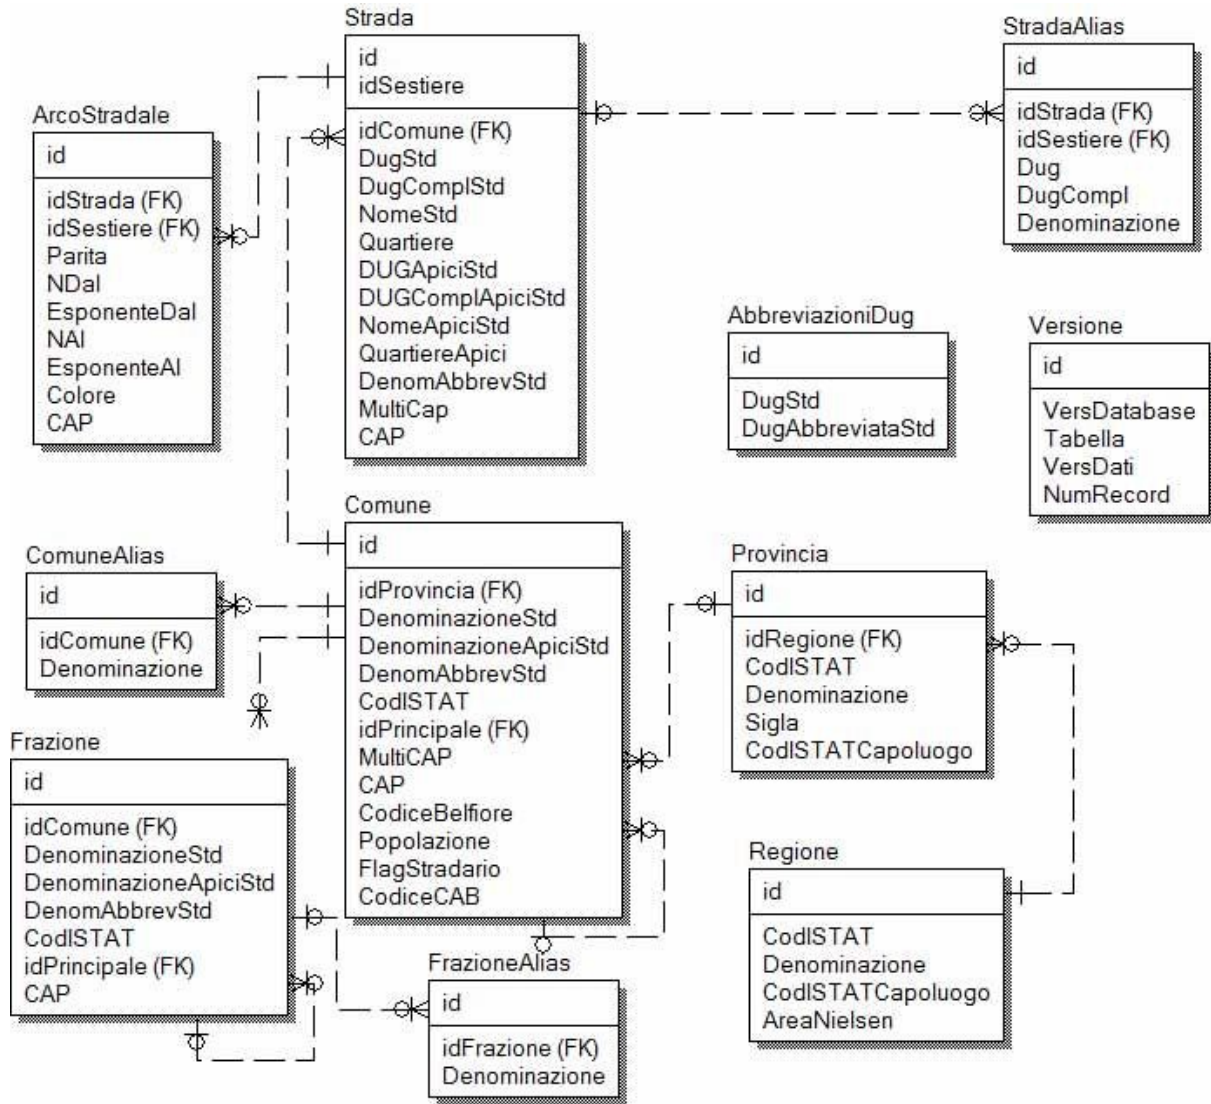 Strada
id
idSestiere
idComune (FK)
DugStd
DugComplStd
NomeStd
Quartiere
DUGApiciStd
DUGComplApiciStd
NomeApiciStd
QuartiereApici
DenomAbbrevStd
MultiCap
CAP
StradaAlias
id
idStrada (FK)
idSestiere (FK)
Dug
DugCompl
Denominazione
ArcoStradale
id
idStrada (FK)
idSestiere (FK)
Parita
NDal
EsponenteDal
NAl
EsponenteAl
Colore
CAP
AbbreviazioniDug
id
DugStd
DugAbbreviataStd
Versione
id
VersDatabase
Tabella
VersDati
NumRecord
Comune
id
idProvincia (FK)
DenominazioneStd
DenominazioneApiciStd
DenomAbbrevStd
CodISTAT
idPrincipale (FK)
MultiCAP
CAP
CodiceBelfiore
Popolazione
FlagStradario
CodiceCAB
ComuneAlias
id
idComune (FK)
Denominazione
Provincia
id
idRegione (FK)
CodISTAT
Denominazione
Sigla
CodISTATCapoluogo
Frazione
id
idComune (FK)
DenominazioneStd
DenominazioneApiciStd
DenomAbbrevStd
CodISTAT
idPrincipale (FK)
CAP
Regione
id
CodISTAT
Denominazione
CodISTATCapoluogo
AreaNielsen
FrazioneAlias
id
idFrazione (FK)
Denominazione